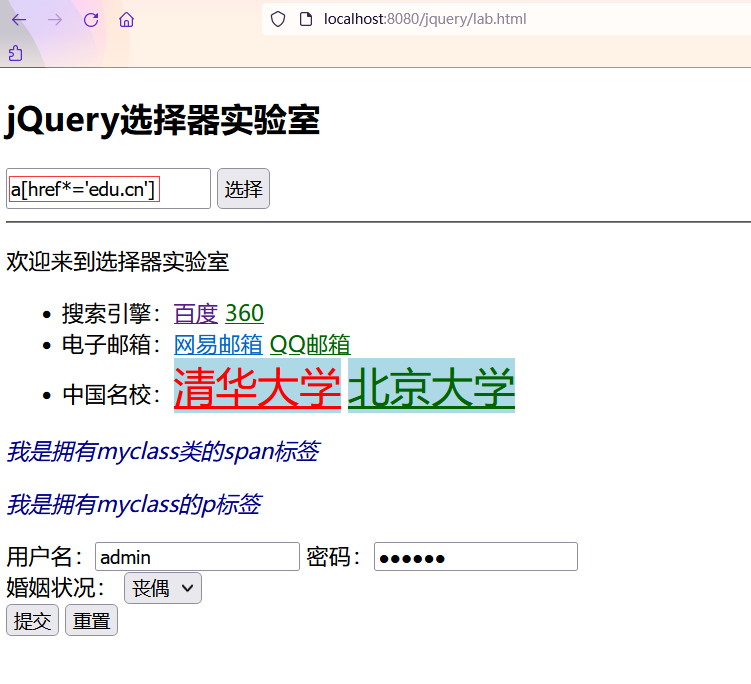 localhost:8080/jquery/lab.html
jQuery选择器实验室
a[href*='edu.cn'] 选择
欢迎来到选择器实验室
• 搜索引擎：百度 360
• 电子邮箱：网易邮箱 QQ邮箱
• 中国名校：清华大学 北京大学
我是拥有myclass类的span标签
我是拥有myclass的p标签
用户名：admin 密码：●●●●●●
婚姻状况： 丧偶
提交 重置